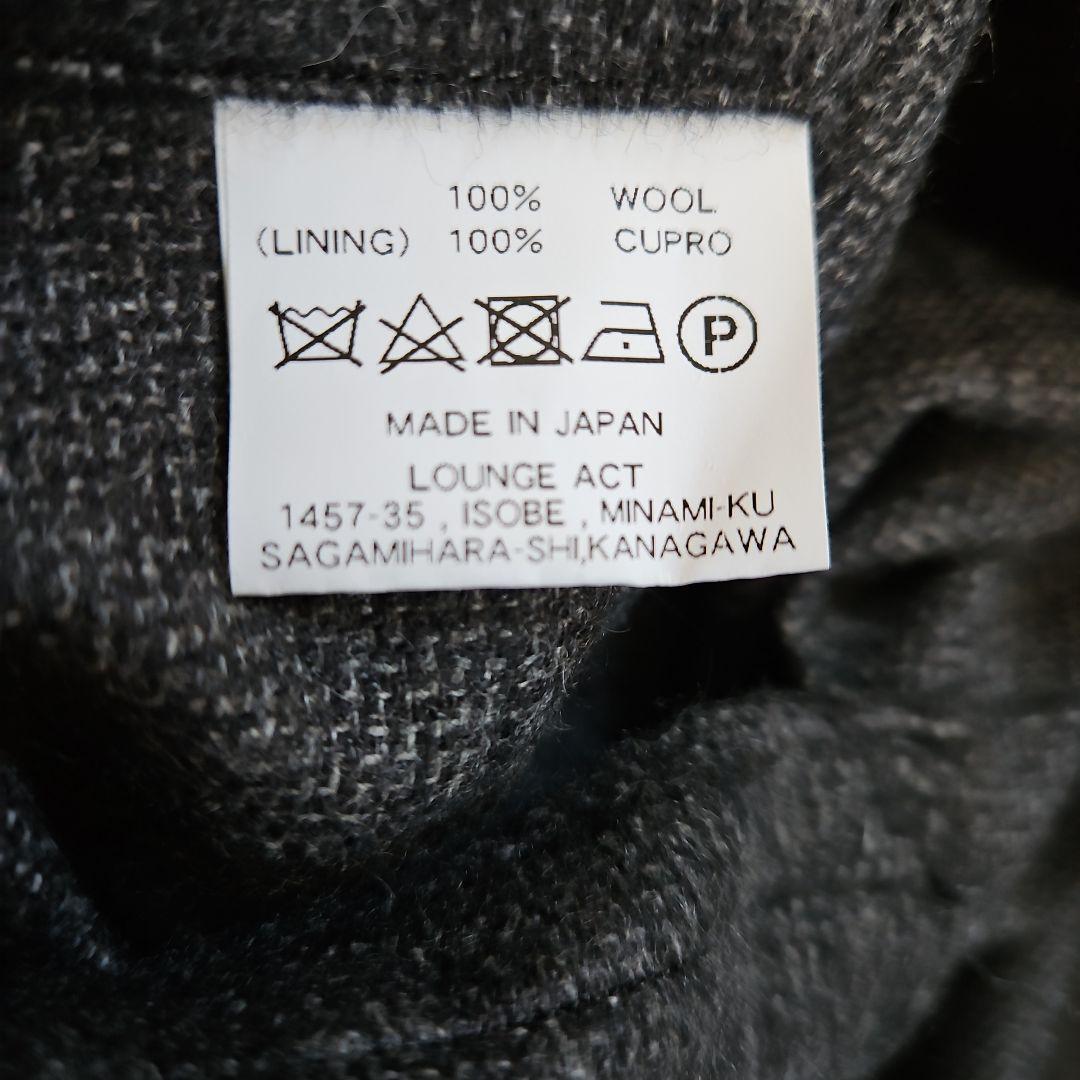 100% WOOL
(LINING) 100% CUPRO
P
MADE IN JAPAN
LOUNGE ACT
1457-35 , ISOBE , MINAMI-KU
SAGAMIHARA-SHI,KANAGAWA